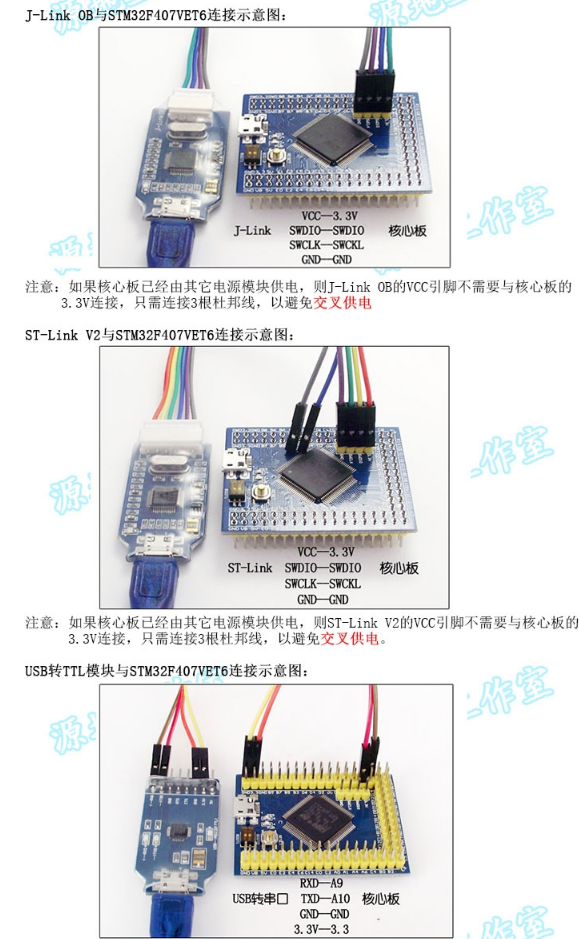 J-Link OB与STM32F407VET6连接示意图:
VCC—3.3V
J-Link SWDIO—SWDIO 核心板
SWCLK—SWCKL
GND—GND
注意: 如果核心板已经由其它电源模块供电, 则J-Link OB的VCC引脚不需要与核心板的
3.3V连接, 只需连接3根杜邦线, 以避免交叉供电
ST-Link V2与STM32F407VET6连接示意图:
VCC—3.3V
ST-Link SWDIO—SWDIO 核心板
SWCLK—SWCKL
GND—GND
注意: 如果核心板已经由其它电源模块供电, 则ST-Link V2的VCC引脚不需要与核心板的
3.3V连接, 只需连接3根杜邦线, 以避免交叉供电。
USB转TTL模块与STM32F407VET6连接示意图:
RXD—A9
USB转串口 TXD—A10 核心板
GND—GND
3.3V—3.3